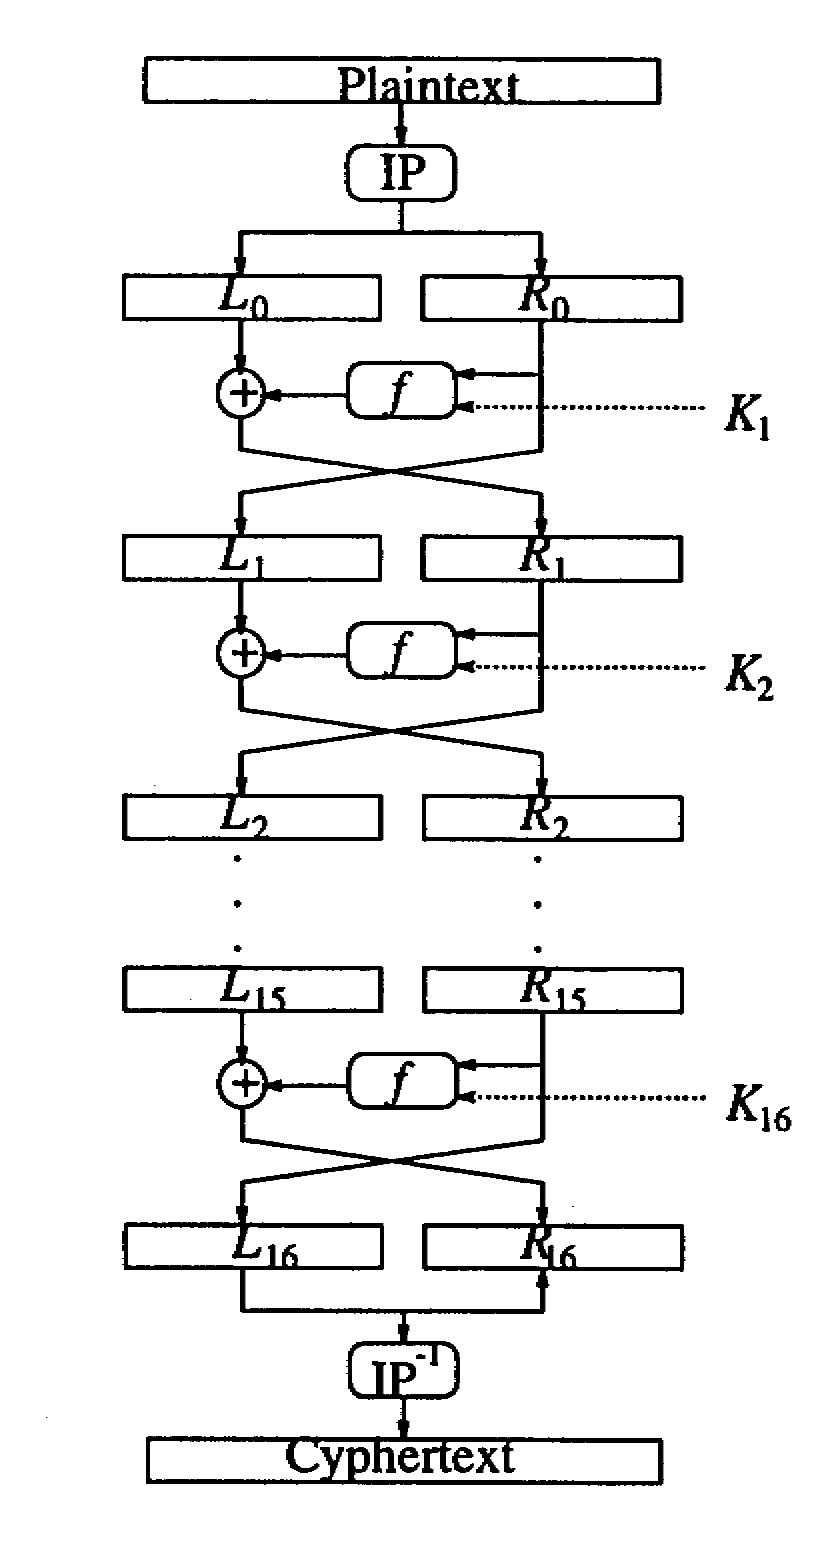 Plaintext
IP
L0 R0
+ f
K1
L1 R1
+ f
K2
L2 R2
L15 R15
+ f
K16
L16 R16
IP-1
Cyphertext